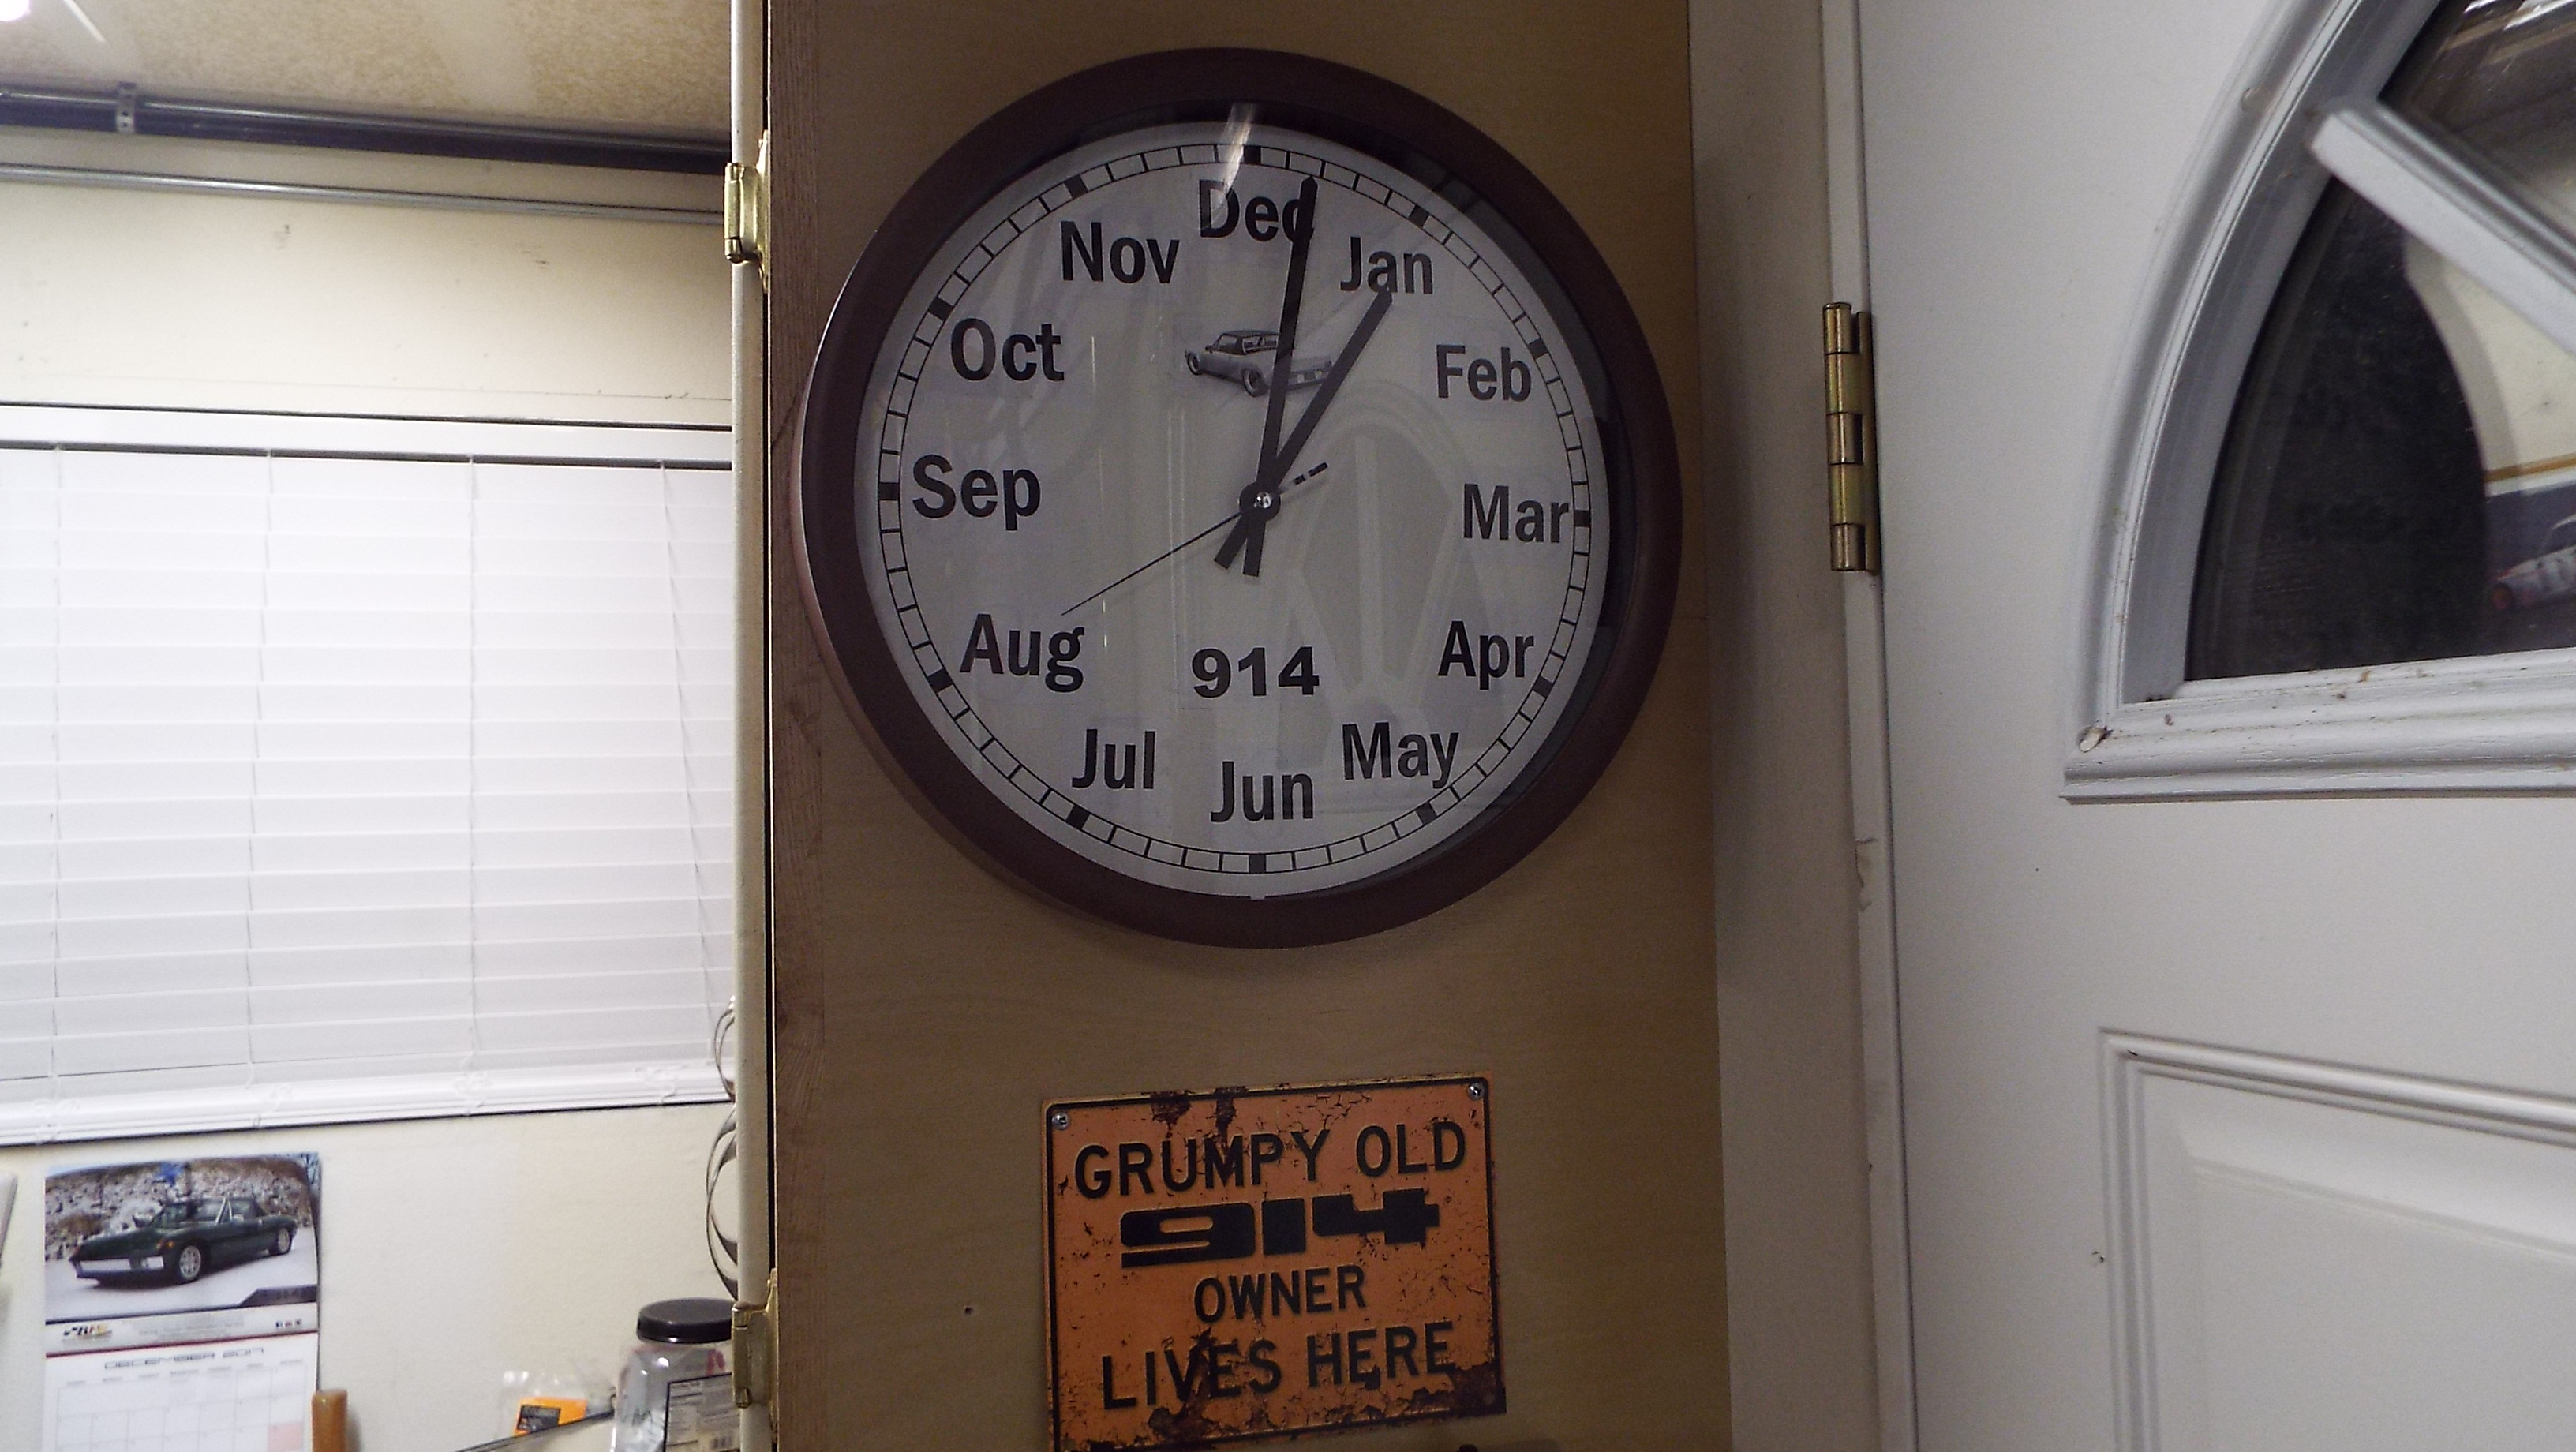 Dec
Jan
Feb
Mar
Apr
May
Jun
Jul
Aug
Sep
Oct
Nov
914
GRUMPY OLD
914
OWNER
LIVES HERE
DECEMBER 2017